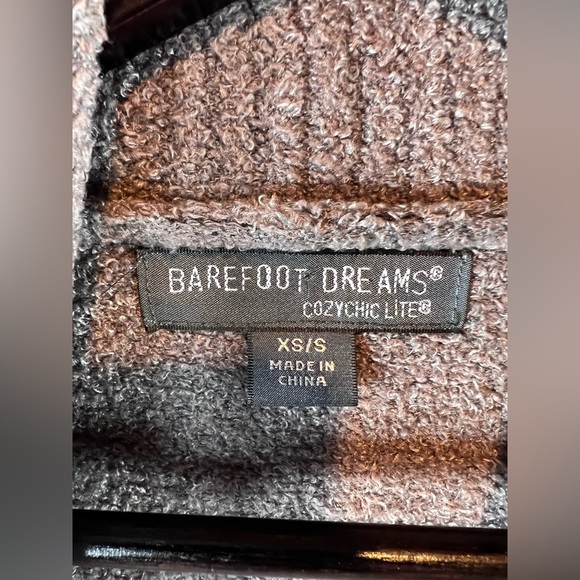 BAREFOOT DREAMS®
COZYCHIC LITE®
XS/S
MADE IN
CHINA